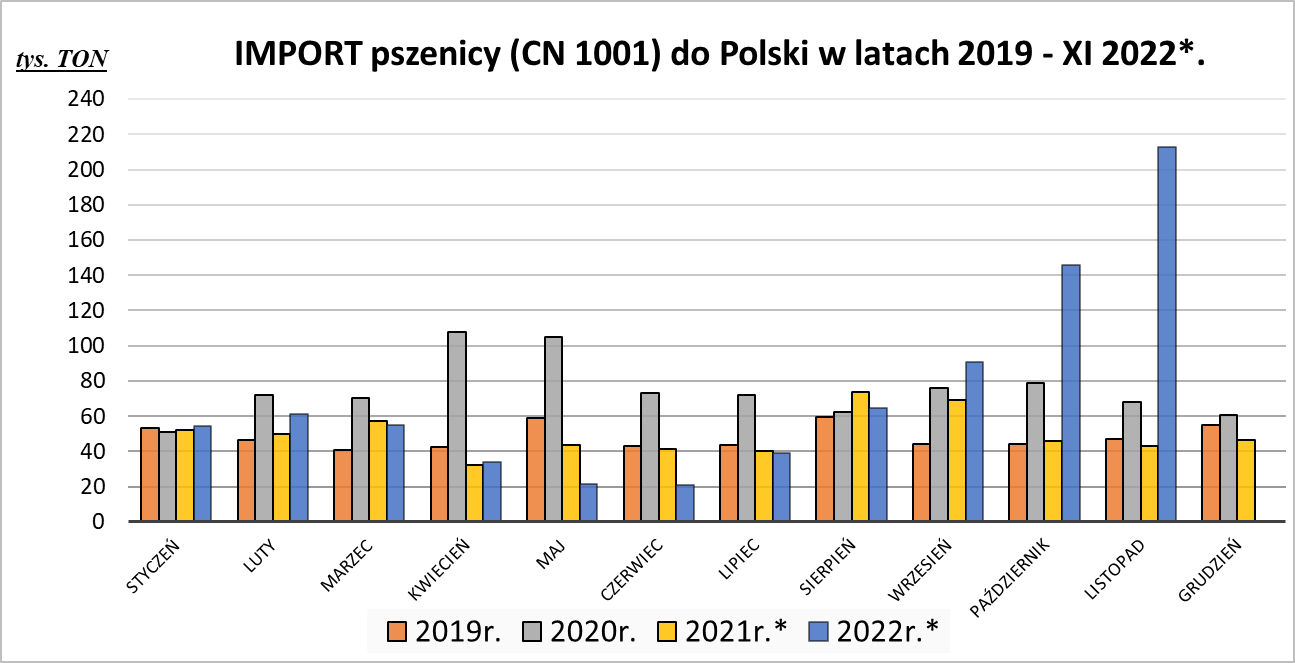 tys. TON
IMPORT pszenicy (CN 1001) do Polski w latach 2019 - XI 2022*.
240
220
200
180
160
140
120
100
80
60
40
20
0
STYCZEŃ
LUTY
MARZEC
KWIECIEŃ
MAJ
CZERWIEC
LIPIEC
SIERPIEŃ
WRZESIEŃ
PAŹDZIERNIK
LISTOPAD
GRUDZIEŃ
2019r. 2020r. 2021r.* 2022r.*